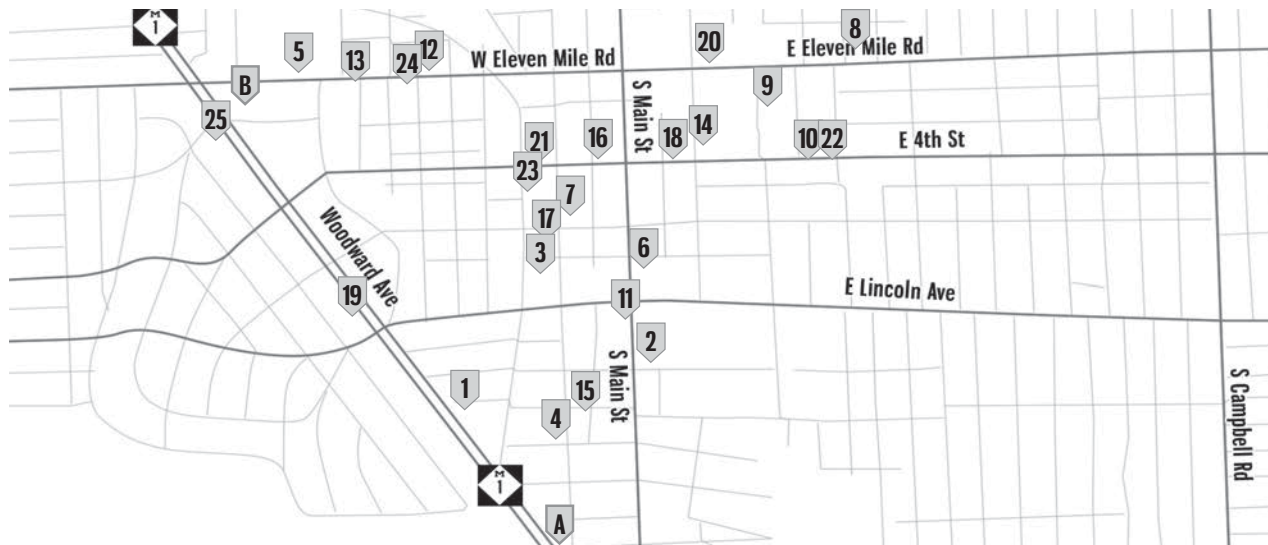 M
1
8
20
E Eleven Mile Rd
5
12
13
24
W Eleven Mile Rd
B
9
25
S Main St
14
21
16
18
10
22
E 4th St
23
7
Woodward Ave
17
3
6
19
11
E Lincoln Ave
2
S Main St
1
15
4
S Campbell Rd
M
1
A